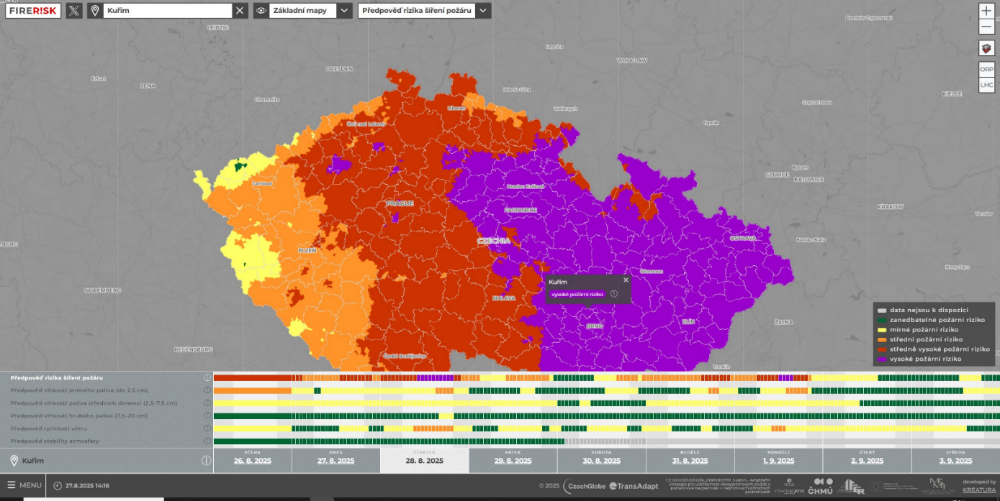 FIRER!SK
Kuřim
Základní mapy
Předpověď rizika šíření požáru
LEIPZIG
Piotrków Trybunalski
Legnica
WROCLAW
DRESDEN
Erfurt
JENA
Chemnitz
Jelenia Góra
Wałbrzych
Liberec
Ústí nad Labem
Opole
Częstochowa
KIELCE
ORP
LHC
Carlsbad
PRAGUE
Hradec Králové
PARDUBICE
CZECHIA
Bytom
GLIWICE
KATOWICE
KRAKOW
Tarnów
OSTRAVA
Bielsko-Biała
Nowy Sącz
PLZEŇ
Olomouc
NUREMBERG
Kuřim
vysoké požární riziko
JIHLAVA
BRNO
ZLÍN
ŽILINA
REGENSBURG
České Budějovice
Trenčín
data nejsou k dispozici
zanedbatelné požární riziko
mírné požární riziko
střední požární riziko
středně vysoké požární riziko
vysoké požární riziko
Předpověď rizika šíření požáru
Předpověď vlhkosti jemného paliva (do 2,5 cm)
Předpověď vlhkosti paliva středních dimenzí (2,5-7,5 cm)
Předpověď vlhkosti hrubého paliva (7,5-20 cm)
Předpověď rychlosti větru
Předpověď stability atmosféry
Kuřim
VČERA
26. 8. 2025
DNES
27. 8. 2025
ČTVRTEK
28. 8. 2025
PÁTEK
29. 8. 2025
SOBOTA
30. 8. 2025
NEDĚLE
31. 8. 2025
PONDĚLÍ
1. 9. 2025
ÚTERÝ
2. 9. 2025
STŘEDA
3. 9. 2025
MENU
27.8.2025 14:16
© 2025
CzechGlobe
TransAdapt
ČHMÚ
developed by
KREATURA